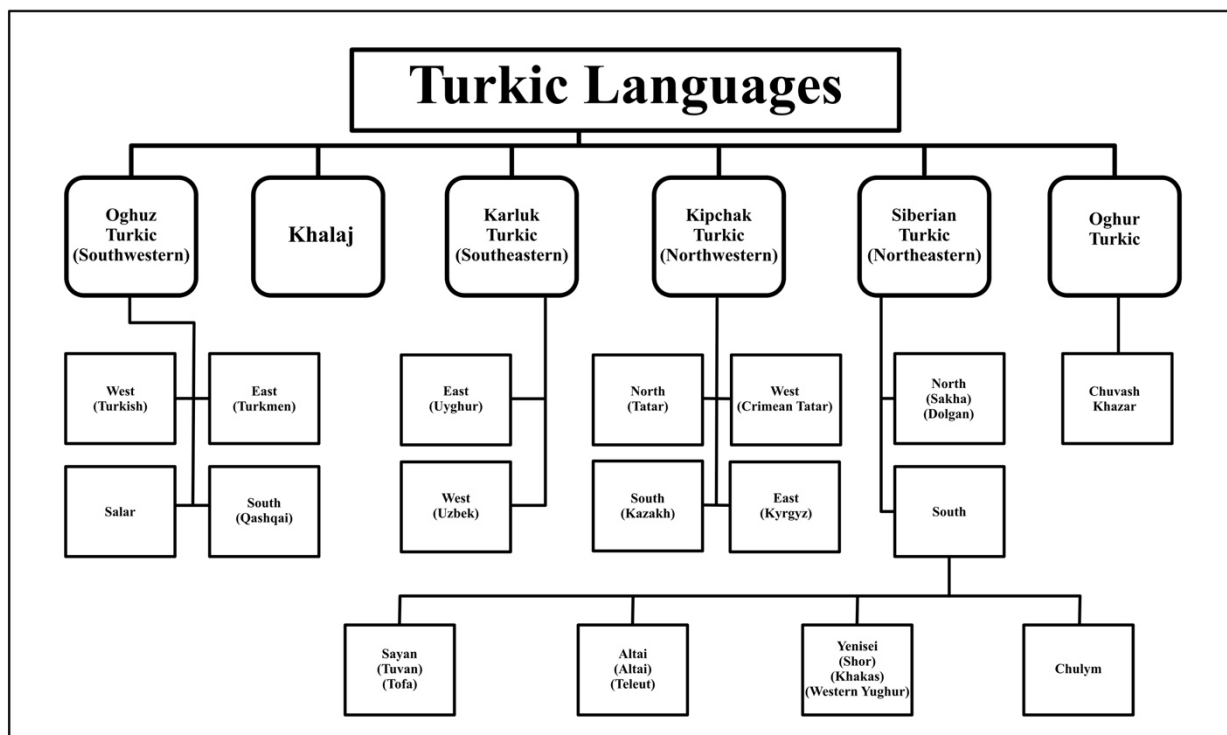 Turkic Languages
Oghuz
Turkic
(Southwestern)
Khalaj
Karluk
Turkic
(Southeastern)
Kipchak
Turkic
(Northwestern)
Siberian
Turkic
(Northeastern)
Oghur
Turkic
West
(Turkish)
East
(Turkmen)
East
(Uyghur)
North
(Tatar)
West
(Crimean Tatar)
North
(Sakha)
(Dolgan)
Chuvash
Khazar
Salar
South
(Qashqai)
West
(Uzbek)
South
(Kazakh)
East
(Kyrgyz)
South
Sayan
(Tuvan)
(Tofa)
Altai
(Altai)
(Teleut)
Yenisei
(Shor)
(Khakas)
(Western Yughur)
Chulym